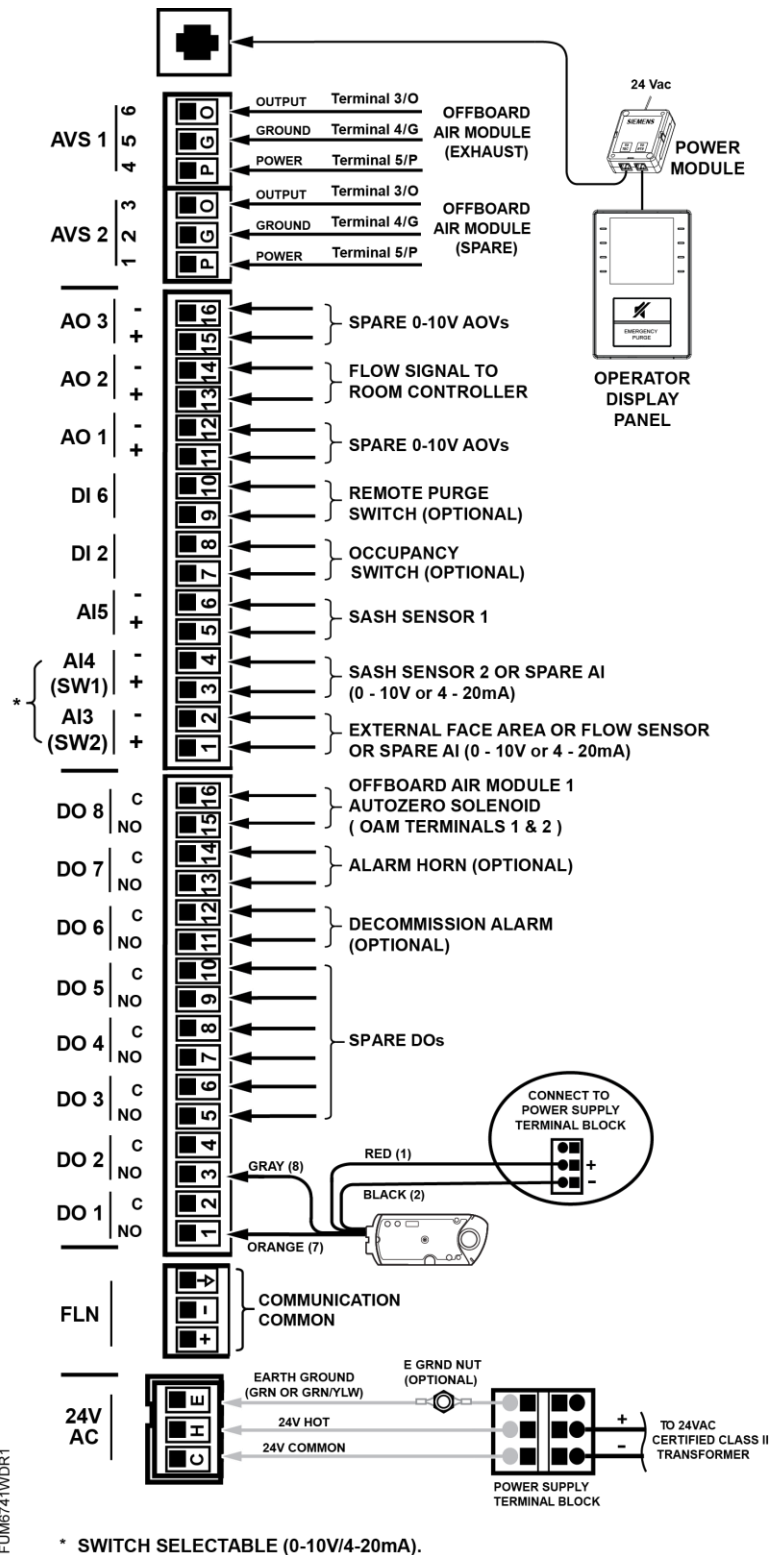 24 Vac
SIEMENS
POWER
MODULE
EMERGENCY
PURGE
OPERATOR
DISPLAY
PANEL
AVS 1
6
5
4
O
G
P
OUTPUT Terminal 3/O
GROUND Terminal 4/G
POWER Terminal 5/P
OFFBOARD
AIR MODULE
(EXHAUST)
AVS 2
3
2
1
O
G
P
OUTPUT Terminal 3/O
GROUND Terminal 4/G
POWER Terminal 5/P
OFFBOARD
AIR MODULE
(SPARE)
AO 3
- 16
+ 15
SPARE 0-10V AOVs
AO 2
- 14
+ 13
FLOW SIGNAL TO
ROOM CONTROLLER
AO 1
- 12
+ 11
SPARE 0-10V AOVs
DI 6
10
9
REMOTE PURGE
SWITCH (OPTIONAL)
DI 2
8
7
OCCUPANCY
SWITCH (OPTIONAL)
AI5
- 6
+ 5
SASH SENSOR 1
*
AI4
(SW1)
- 4
+ 3
SASH SENSOR 2 OR SPARE AI
(0 - 10V or 4 - 20mA)
AI3
(SW2)
- 2
+ 1
EXTERNAL FACE AREA OR FLOW SENSOR
OR SPARE AI (0 - 10V or 4 - 20mA)
DO 8
C 16
NO 15
OFFBOARD AIR MODULE 1
AUTOZERO SOLENOID
( OAM TERMINALS 1 & 2 )
DO 7
C 14
NO 13
ALARM HORN (OPTIONAL)
DO 6
C 12
NO 11
DECOMMISSION ALARM
(OPTIONAL)
DO 5
C 10
NO 9
DO 4
C 8
NO 7
SPARE DOs
DO 3
C 6
NO 5
DO 2
C 4
NO 3
DO 1
C 2
NO 1
GRAY (8)
RED (1)
BLACK (2)
ORANGE (7)
CONNECT TO
POWER SUPPLY
TERMINAL BLOCK
+
-
FLN
-
+
COMMUNICATION
COMMON
24V
AC
E
H
C
EARTH GROUND
(GRN OR GRN/YLW)
24V HOT
24V COMMON
E GRND NUT
(OPTIONAL)
+
-
TO 24VAC
CERTIFIED CLASS II
TRANSFORMER
POWER SUPPLY
TERMINAL BLOCK
FUM6741WDR1
* SWITCH SELECTABLE (0-10V/4-20mA).